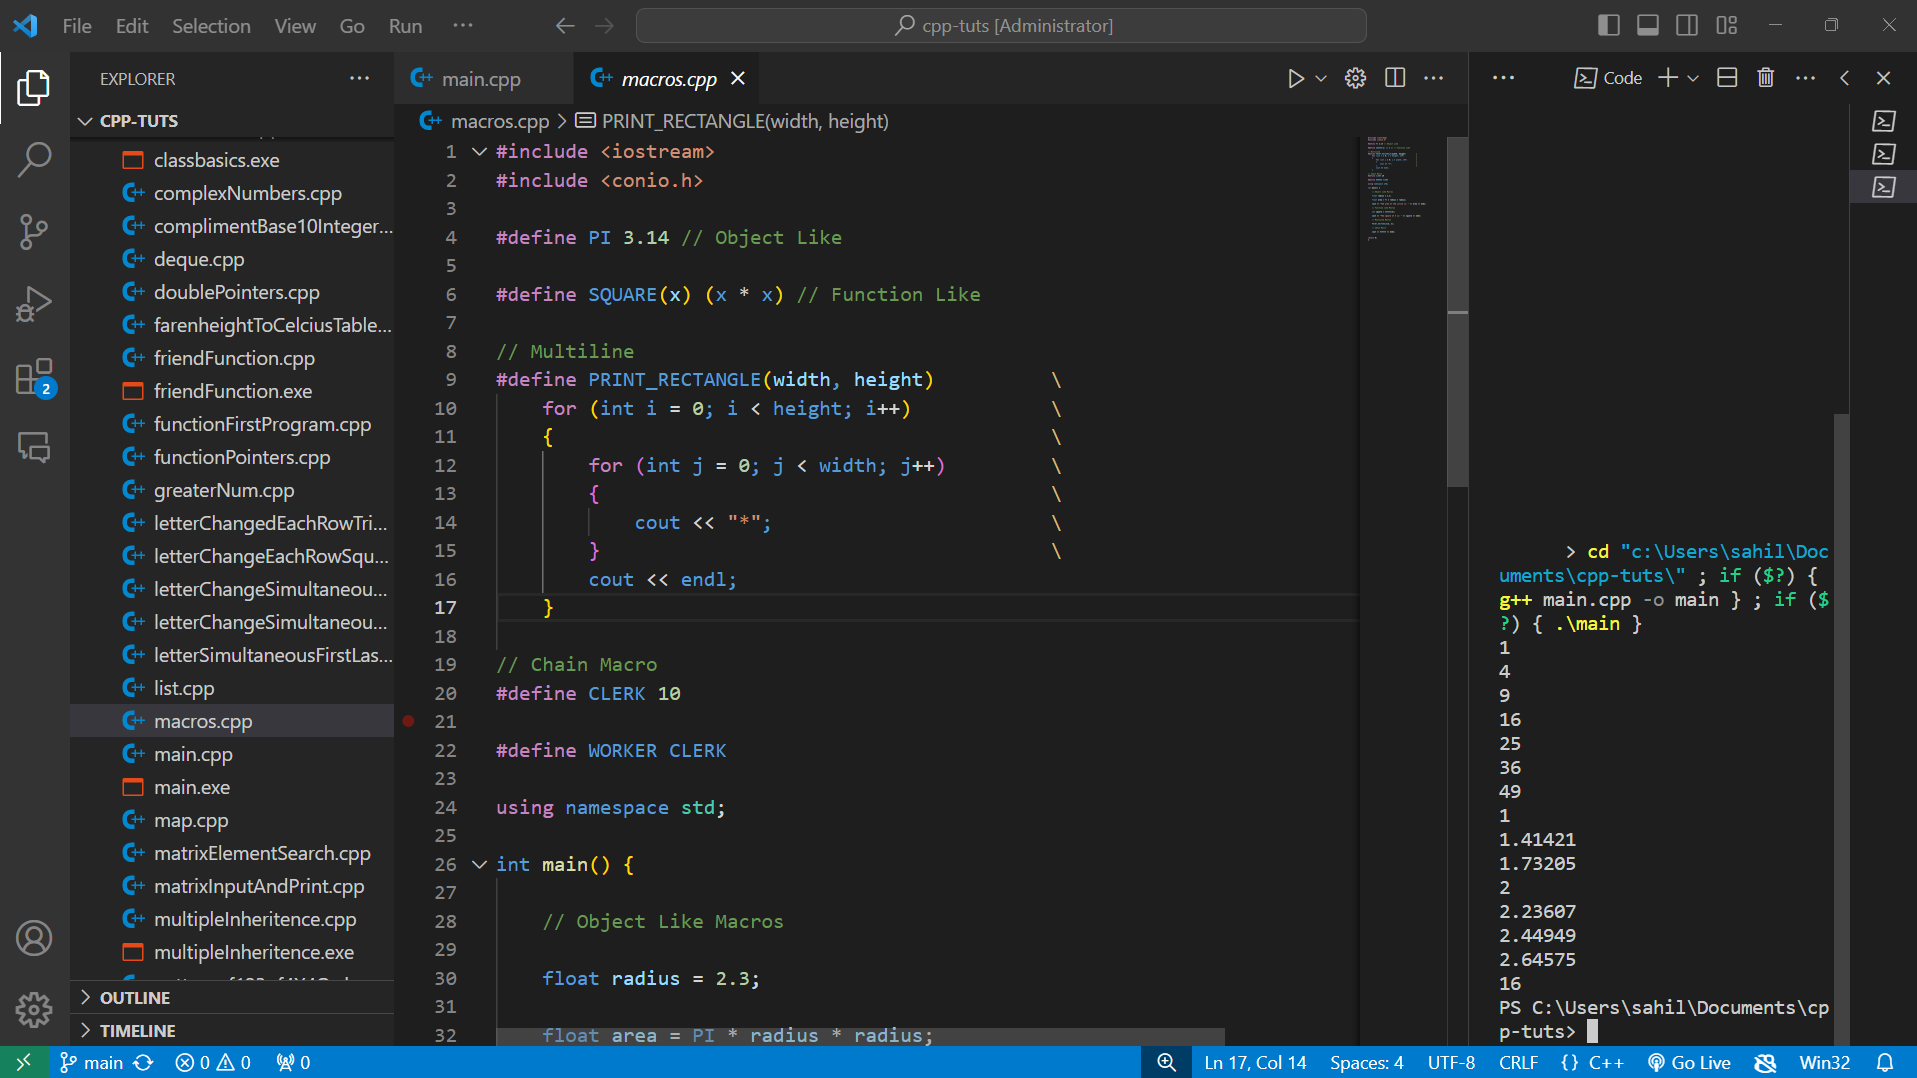 File Edit Selection View Go Run ...
cpp-tuts [Administrator]
EXPLORER
CPP-TUTS
classbasics.exe
complexNumbers.cpp
complimentBase10Integer...
deque.cpp
doublePointers.cpp
farenheightToCelciusTable...
friendFunction.cpp
friendFunction.exe
functionFirstProgram.cpp
functionPointers.cpp
greaterNum.cpp
letterChangedEachRowTri...
letterChangeEachRowSqu...
letterChangeSimultaneou...
letterChangeSimultaneou...
letterSimultaneousFirstLas...
list.cpp
macros.cpp
main.cpp
main.exe
map.cpp
matrixElementSearch.cpp
matrixInputAndPrint.cpp
multipleInheritence.cpp
multipleInheritence.exe
OUTLINE
TIMELINE
2
main.cpp
macros.cpp
macros.cpp > PRINT_RECTANGLE(width, height)
1 #include <iostream>
2 #include <conio.h>
3
4 #define PI 3.14 // Object Like
5
6 #define SQUARE(x) (x * x) // Function Like
7
8 // Multiline
9 #define PRINT_RECTANGLE(width, height) \
10 for (int i = 0; i < height; i++) \
11 { \
12 for (int j = 0; j < width; j++) \
13 { \
14 cout << "*"; \
15 } \
16 cout << endl;
17 }
18
19 // Chain Macro
20 #define CLERK 10
21
22 #define WORKER CLERK
23
24 using namespace std;
25
26 int main() {
27
28 // Object Like Macros
29
30 float radius = 2.3;
31
32 float area = PI * radius * radius;
Code
> cd "c:\Users\sahil\Doc
uments\cpp-tuts\" ; if ($?) {
g++ main.cpp -o main } ; if ($
?) { .\main }
1
4
9
16
25
36
49
1
1.41421
1.73205
2
2.23607
2.44949
2.64575
16
PS C:\Users\sahil\Documents\cp
p-tuts>
main 0 0 0
Ln 17, Col 14 Spaces: 4 UTF-8 CRLF {} C++ Go Live Win32